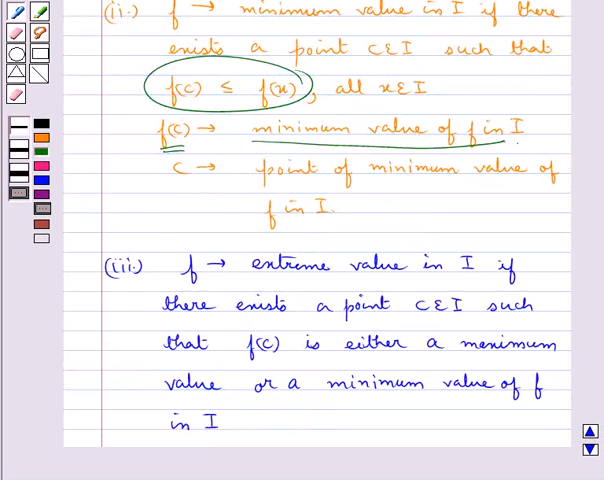 (ii.) f → minimum value in I if there
exists a point C ε I such that
f(c) ≤ f(x), all x ε I
f(c) → minimum value of f in I.
c → point of minimum value of
f in I.
(iii.) f → extreme value in I if
there exists a point C ε I such
that f(c) is either a maximum
value or a minimum value of f
in I